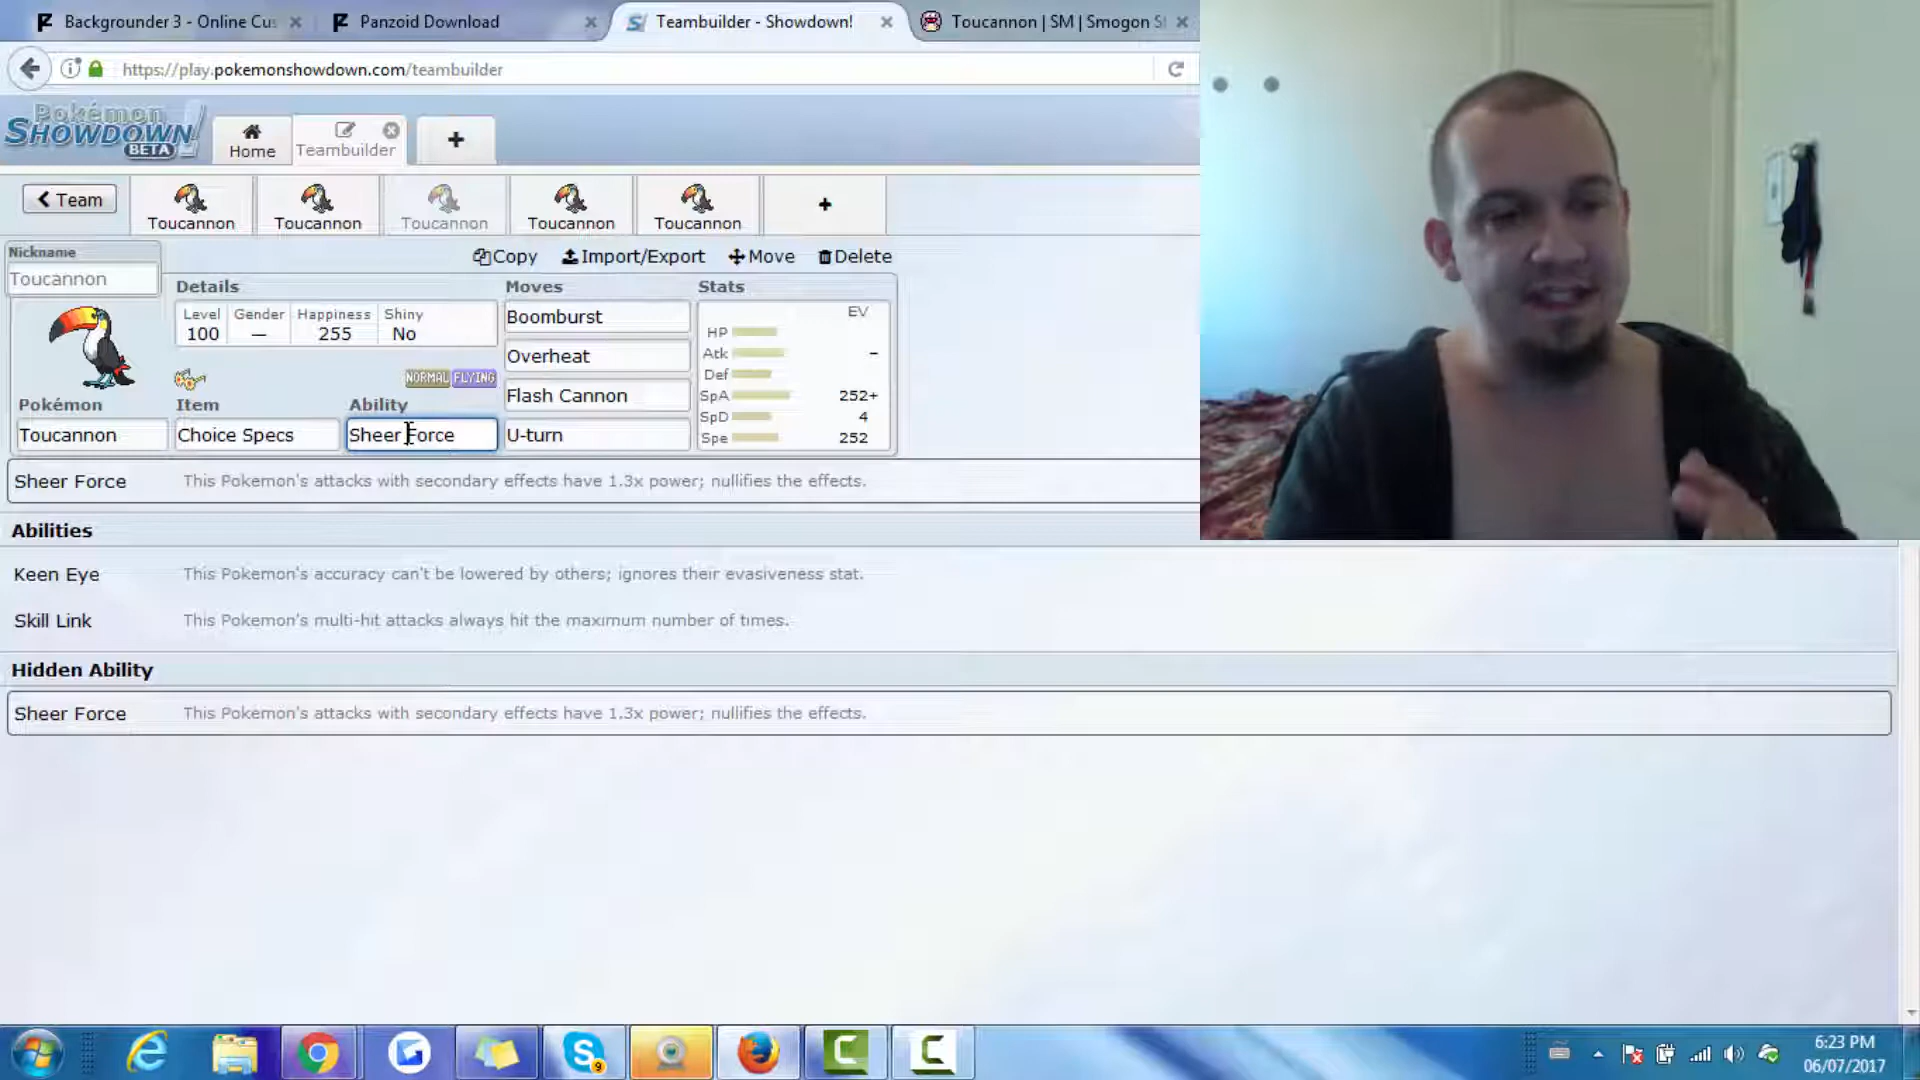 Backgrounder 3 - Online Cus
Panzoid Download
Teambuilder - Showdown!
Toucannon | SM | Smogon S
https://play.pokemonshowdown.com/teambuilder
Pokémon
SHOWDOWN!
BETA
Home
Teambuilder
+
Team
Toucannon
Toucannon
Toucannon
Toucannon
Toucannon
+
Nickname
Toucannon
Copy
Import/Export
Move
Delete
Details
Level
100
Gender
—
Happiness
255
Shiny
No
NORMAL FLYING
Pokémon
Toucannon
Item
Choice Specs
Ability
Sheer Force
Moves
Boomburst
Overheat
Flash Cannon
U-turn
Stats
EV
HP
Atk –
Def
SpA 252+
SpD 4
Spe 252
Sheer Force This Pokemon's attacks with secondary effects have 1.3x power; nullifies the effects.
Abilities
Keen Eye This Pokemon's accuracy can't be lowered by others; ignores their evasiveness stat.
Skill Link This Pokemon's multi-hit attacks always hit the maximum number of times.
Hidden Ability
Sheer Force This Pokemon's attacks with secondary effects have 1.3x power; nullifies the effects.
9
6:23 PM
06/07/2017